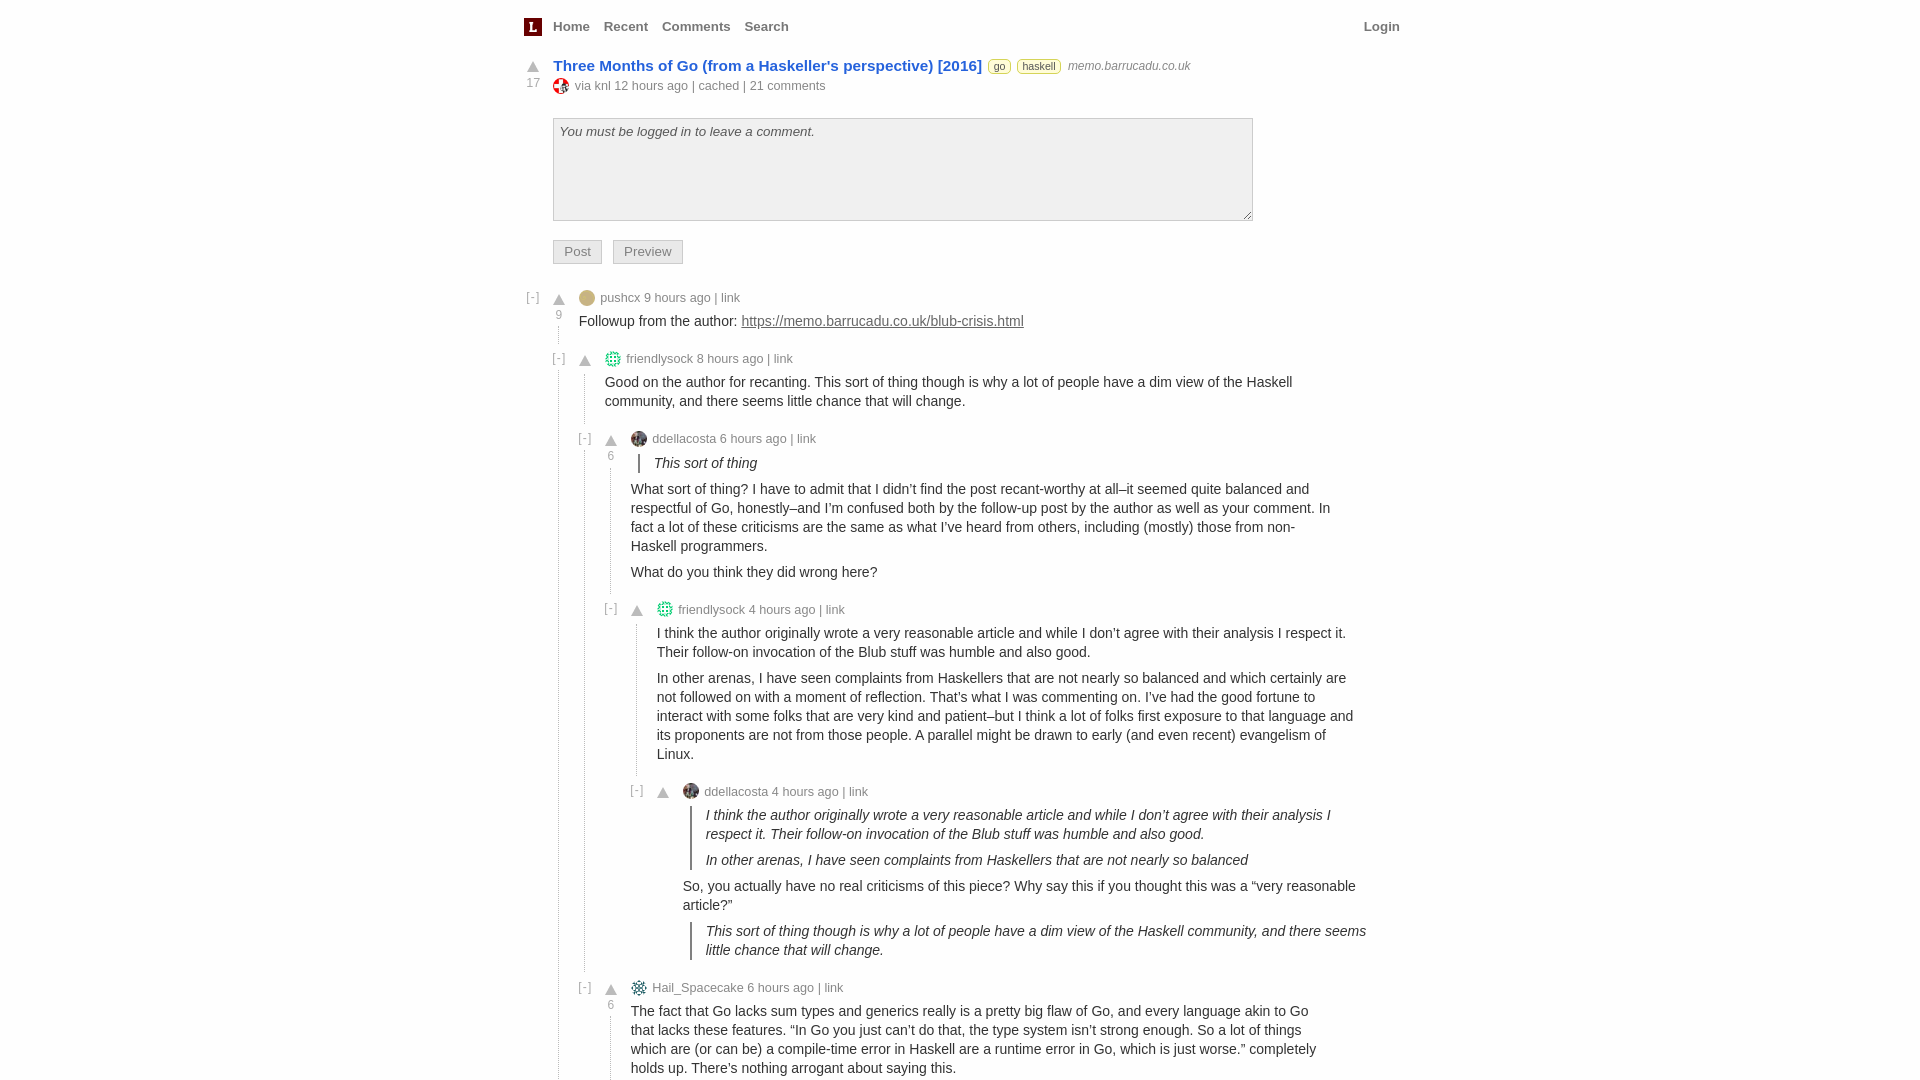 L Home Recent Comments Search Login
Three Months of Go (from a Haskeller's perspective) [2016] go haskell memo.barrucadu.co.uk
17 via knl 12 hours ago | cached | 21 comments
You must be logged in to leave a comment.
Post Preview
[-] pushcx 9 hours ago | link
9
Followup from the author: https://memo.barrucadu.co.uk/blub-crisis.html
[-] friendlysock 8 hours ago | link
Good on the author for recanting. This sort of thing though is why a lot of people have a dim view of the Haskell
community, and there seems little chance that will change.
[-] ddellacosta 6 hours ago | link
6
This sort of thing
What sort of thing? I have to admit that I didn’t find the post recant-worthy at all–it seemed quite balanced and
respectful of Go, honestly–and I’m confused both by the follow-up post by the author as well as your comment. In
fact a lot of these criticisms are the same as what I’ve heard from others, including (mostly) those from non-
Haskell programmers.
What do you think they did wrong here?
[-] friendlysock 4 hours ago | link
I think the author originally wrote a very reasonable article and while I don’t agree with their analysis I respect it.
Their follow-on invocation of the Blub stuff was humble and also good.
In other arenas, I have seen complaints from Haskellers that are not nearly so balanced and which certainly are
not followed on with a moment of reflection. That’s what I was commenting on. I’ve had the good fortune to
interact with some folks that are very kind and patient–but I think a lot of folks first exposure to that language and
its proponents are not from those people. A parallel might be drawn to early (and even recent) evangelism of
Linux.
[-] ddellacosta 4 hours ago | link
I think the author originally wrote a very reasonable article and while I don’t agree with their analysis I
respect it. Their follow-on invocation of the Blub stuff was humble and also good.
In other arenas, I have seen complaints from Haskellers that are not nearly so balanced
So, you actually have no real criticisms of this piece? Why say this if you thought this was a “very reasonable
article?”
This sort of thing though is why a lot of people have a dim view of the Haskell community, and there seems
little chance that will change.
[-] Hail_Spacecake 6 hours ago | link
6
The fact that Go lacks sum types and generics really is a pretty big flaw of Go, and every language akin to Go
that lacks these features. “In Go you just can’t do that, the type system isn’t strong enough. So a lot of things
which are (or can be) a compile-time error in Haskell are a runtime error in Go, which is just worse.” completely
holds up. There’s nothing arrogant about saying this.